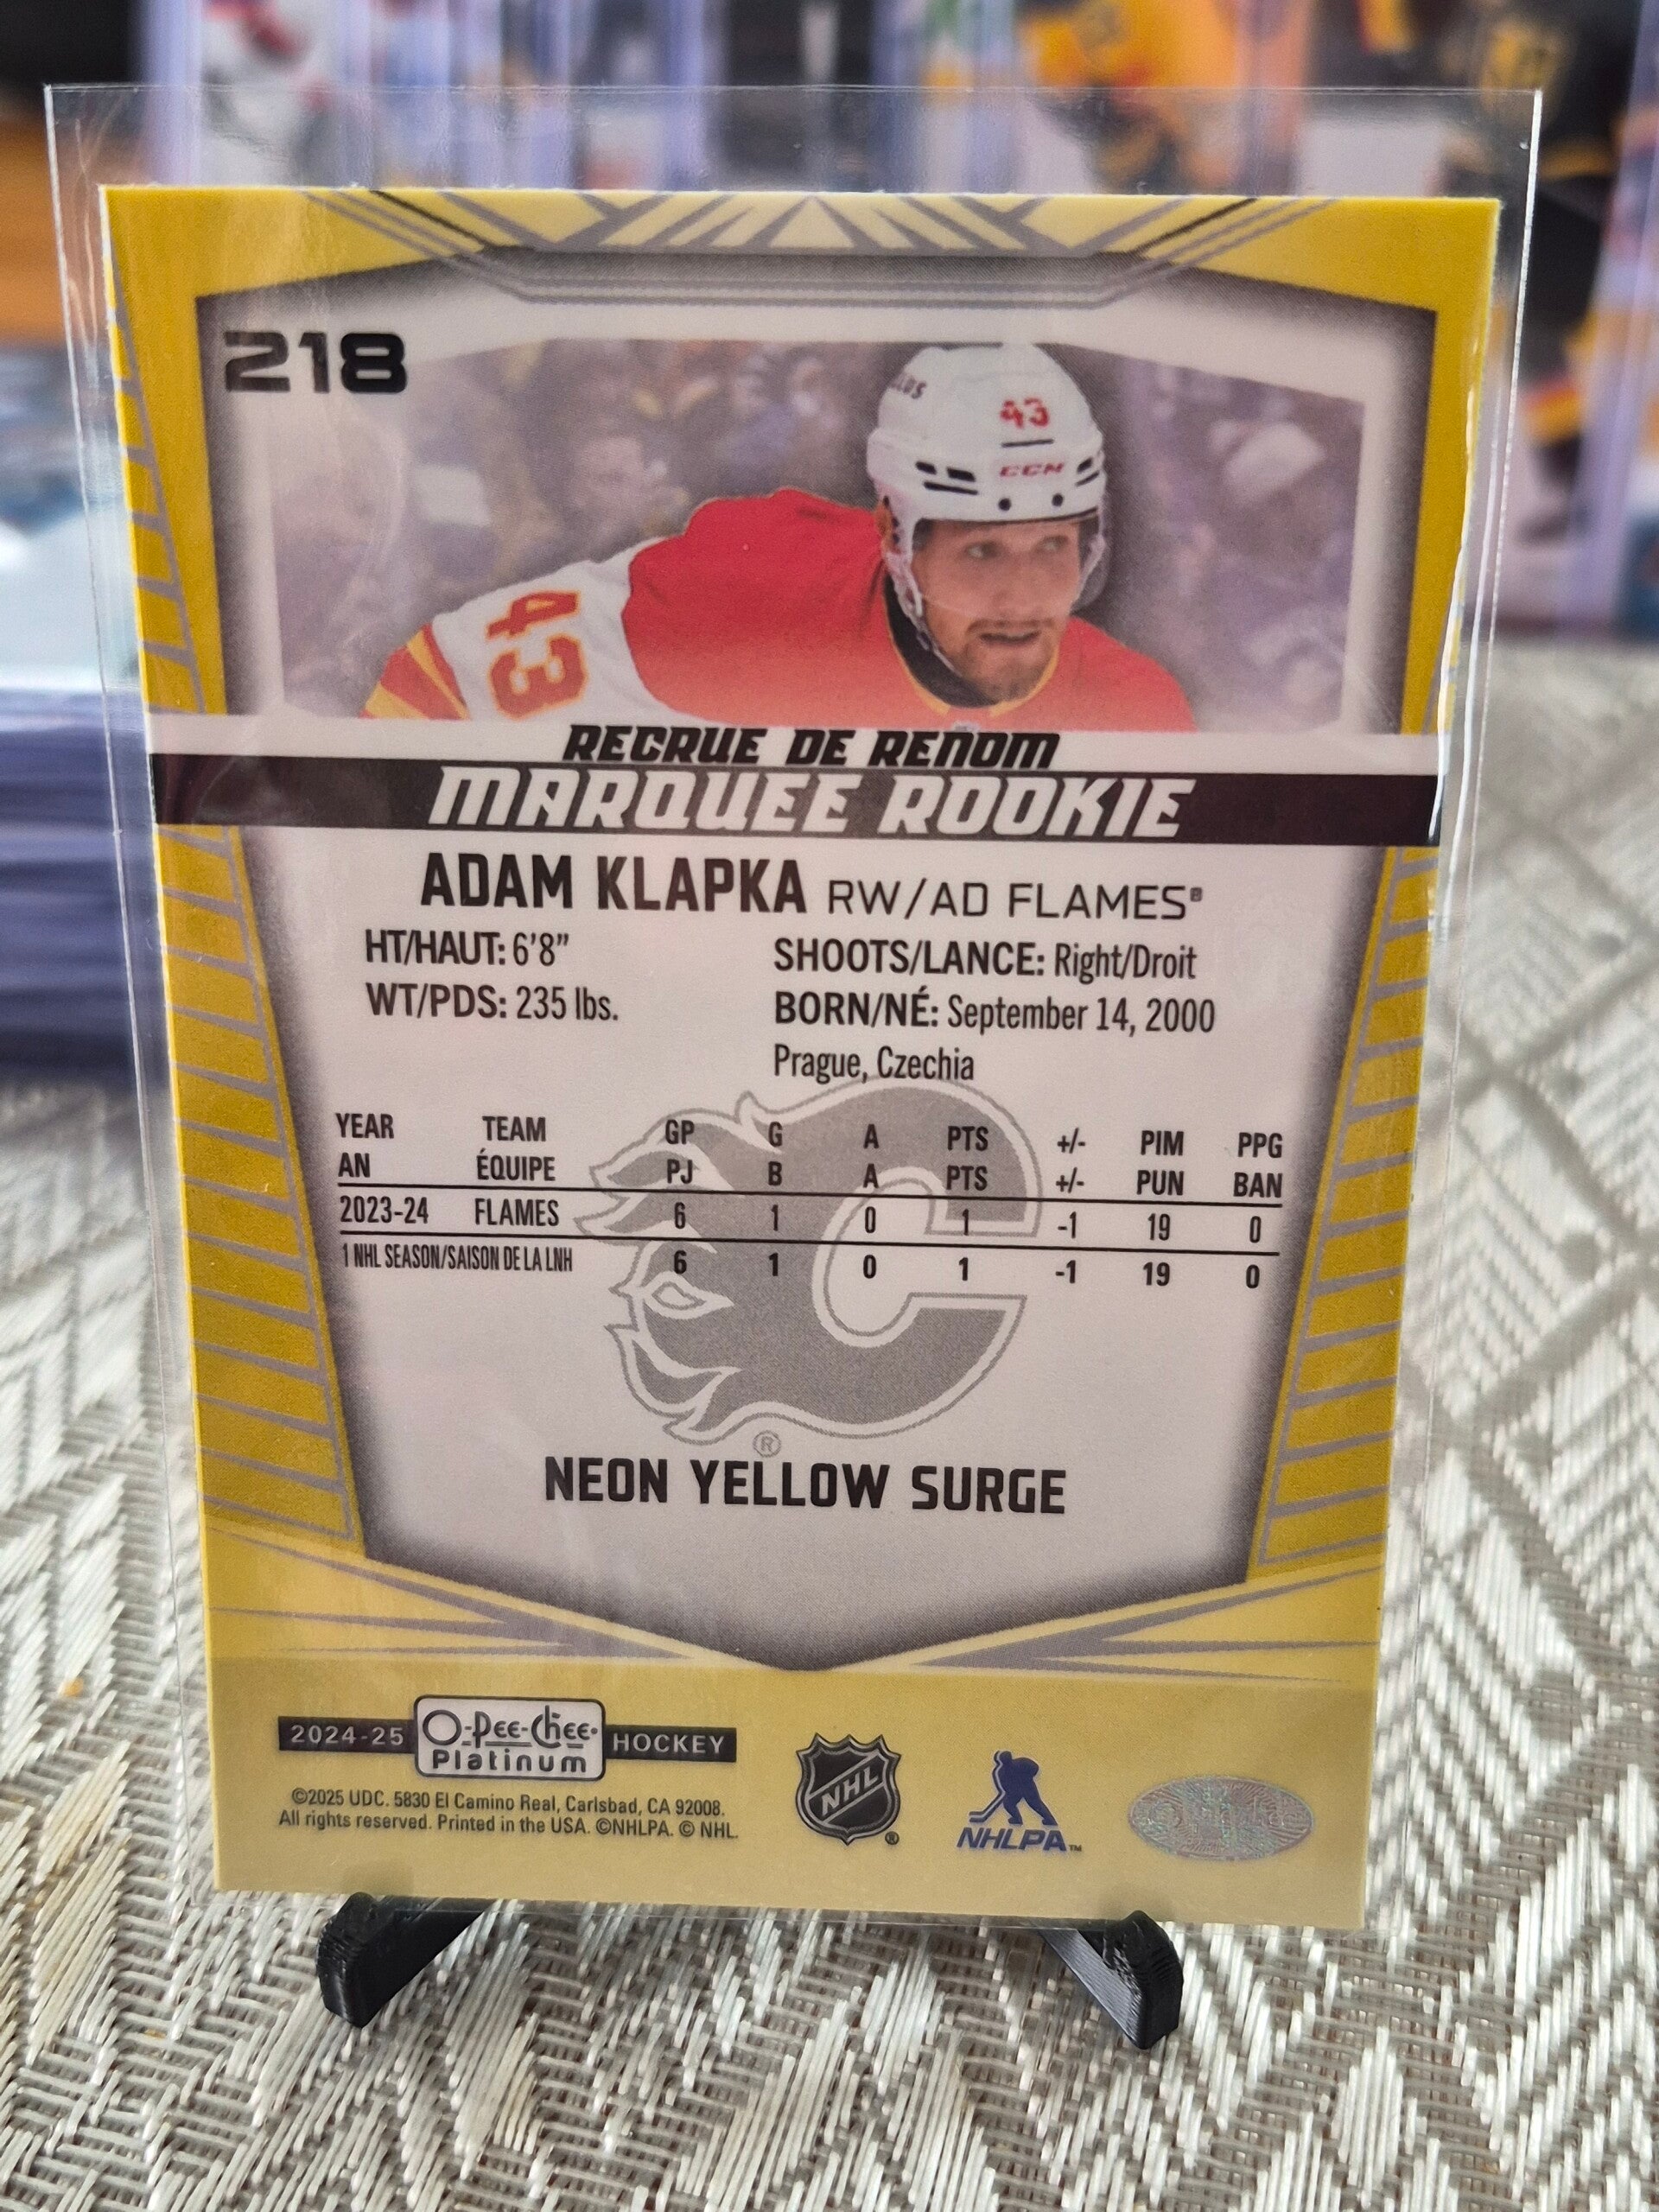 218
43
CCM
43
RECRUE DE RENOM
MARQUEE ROOKIE
ADAM KLAPKA RW/AD FLAMES®
HT/HAUT: 6'8" SHOOTS/LANCE: Right/Droit
WT/PDS: 235 lbs. BORN/NÉ: September 14, 2000
Prague, Czechia
YEAR TEAM GP G A PTS +/- PIM PPG
AN ÉQUIPE PJ B A PTS +/- PUN BAN
2023-24 FLAMES 6 1 0 1 -1 19 0
1 NHL SEASON/SAISON DE LA LNH 6 1 0 1 -1 19 0
®
NEON YELLOW SURGE
2024-25 O-Pee-Chee HOCKEY
Platinum
©2025 UDC. 5830 El Camino Real, Carlsbad, CA 92008.
All rights reserved. Printed in the USA. ©NHLPA. © NHL.
NHL ®
NHLPA™